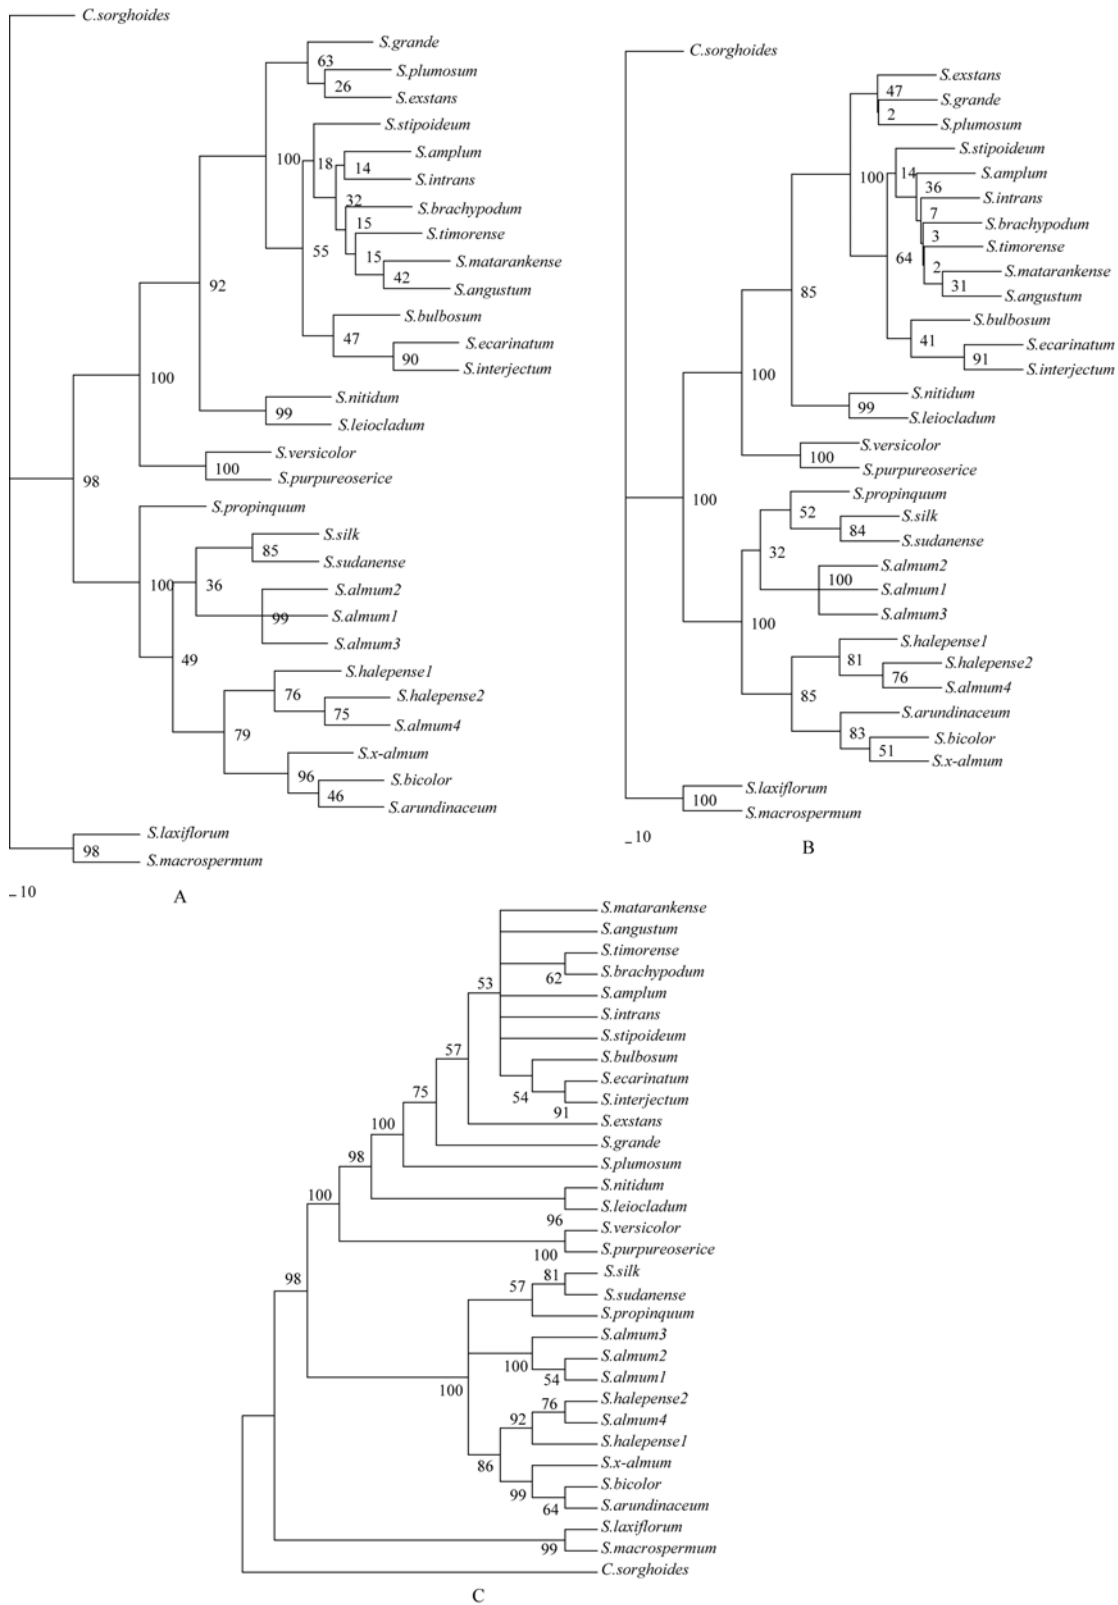 C.sorghoides
S.grande
63
S.plumosum
26
S.exstans
S.stipoideum
100
18
S.amplum
14
S.intrans
32
S.brachypodum
15
S.timorense
55
15
S.matarankense
42
S.angustum
92
S.bulbosum
47
S.ecarinatum
90
S.interjectum
100
S.nitidum
99
S.leiocladum
S.versicolor
100
S.purpureoserice
98
S.propinquum
S.silk
85
S.sudanense
100
36
S.almum2
99
S.almum1
S.almum3
49
S.halepense1
76
S.halepense2
75
S.almum4
79
S.x-almum
96
S.bicolor
46
S.arundinaceum
S.laxiflorum
98
S.macrospermum
10
A
C.sorghoides
S.exstans
47
S.grande
2
S.plumosum
S.stipoideum
100
14
S.amplum
36
S.intrans
7
S.brachypodum
3
S.timorense
64
2
S.matarankense
31
S.angustum
85
S.bulbosum
41
S.ecarinatum
91
S.interjectum
100
S.nitidum
99
S.leiocladum
S.versicolor
100
S.purpureoserice
100
S.propinquum
52
S.silk
84
S.sudanense
32
S.almum2
100
S.almum1
S.almum3
100
S.halepense1
81
S.halepense2
76
S.almum4
85
S.arundinaceum
83
S.bicolor
51
S.x-almum
S.laxiflorum
100
S.macrospermum
10
B
S.matarankense
S.angustum
S.timorense
62
S.brachypodum
53
S.amplum
S.intrans
S.stipoideum
57
S.bulbosum
S.ecarinatum
75
54
S.interjectum
91
S.exstans
100
S.grande
98
S.plumosum
S.nitidum
100
S.leiocladum
96
S.versicolor
100
S.purpureoserice
98
81
S.silk
57
S.sudanense
S.propinquum
S.almum3
100
S.almum2
54
S.almum1
100
76
S.halepense2
92
S.almum4
S.halepense1
86
S.x-almum
99
S.bicolor
64
S.arundinaceum
S.laxiflorum
99
S.macrospermum
C.sorghoides
C